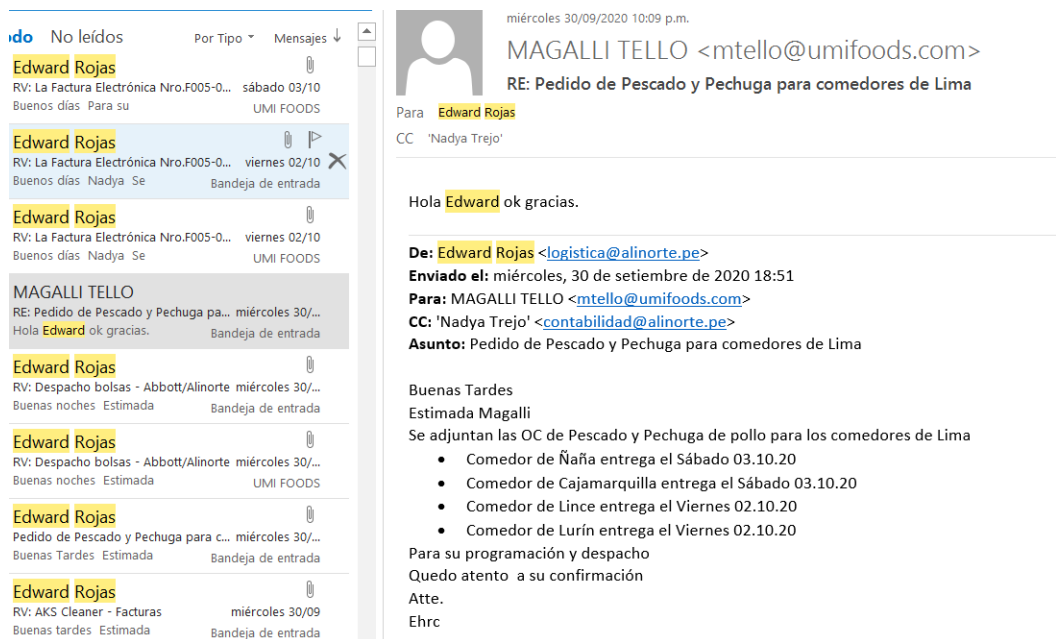 odo No leídos Por Tipo Mensajes
Edward Rojas
RV: La Factura Electrónica Nro.F005-0... sábado 03/10
Buenos días Para su UMI FOODS
Edward Rojas
RV: La Factura Electrónica Nro.F005-0... viernes 02/10
Buenos días Nadya Se Bandeja de entrada
Edward Rojas
RV: La Factura Electrónica Nro.F005-0... viernes 02/10
Buenos días Nadya Se UMI FOODS
MAGALLI TELLO
RE: Pedido de Pescado y Pechuga pa... miércoles 30/...
Hola Edward ok gracias. Bandeja de entrada
Edward Rojas
RV: Despacho bolsas - Abbott/Alinorte miércoles 30/...
Buenas noches Estimada Bandeja de entrada
Edward Rojas
RV: Despacho bolsas - Abbott/Alinorte miércoles 30/...
Buenas noches Estimada UMI FOODS
Edward Rojas
Pedido de Pescado y Pechuga para c... miércoles 30/...
Buenas Tardes Estimada Bandeja de entrada
Edward Rojas
RV: AKS Cleaner - Facturas miércoles 30/09
Buenas tardes Estimada Bandeja de entrada
miércoles 30/09/2020 10:09 p.m.
MAGALLI TELLO <mtello@umifoods.com>
RE: Pedido de Pescado y Pechuga para comedores de Lima
Para Edward Rojas
CC 'Nadya Trejo'
Hola Edward ok gracias.
De: Edward Rojas <logistica@alinorte.pe>
Enviado el: miércoles, 30 de setiembre de 2020 18:51
Para: MAGALLI TELLO <mtello@umifoods.com>
CC: 'Nadya Trejo' <contabilidad@alinorte.pe>
Asunto: Pedido de Pescado y Pechuga para comedores de Lima
Buenas Tardes
Estimada Magalli
Se adjuntan las OC de Pescado y Pechuga de pollo para los comedores de Lima
• Comedor de Ñaña entrega el Sábado 03.10.20
• Comedor de Cajamarquilla entrega el Sábado 03.10.20
• Comedor de Lince entrega el Viernes 02.10.20
• Comedor de Lurín entrega el Viernes 02.10.20
Para su programación y despacho
Quedo atento a su confirmación
Atte.
Ehrc